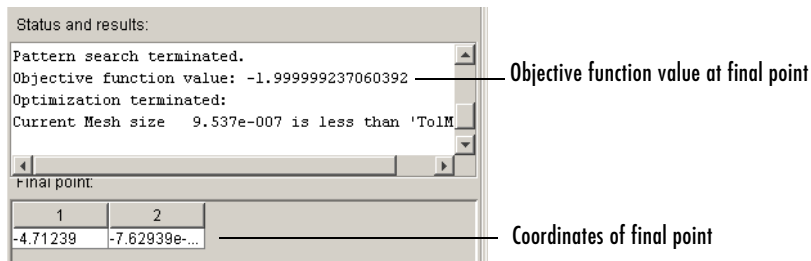 Status and results:
Pattern search terminated.
Objective function value: -1.999999237060392
Objective function value at final point
Optimization terminated:
Current Mesh size 9.537e-007 is less than 'TolM
Final point:
1 2
-4.71239 -7.62939e-...
Coordinates of final point